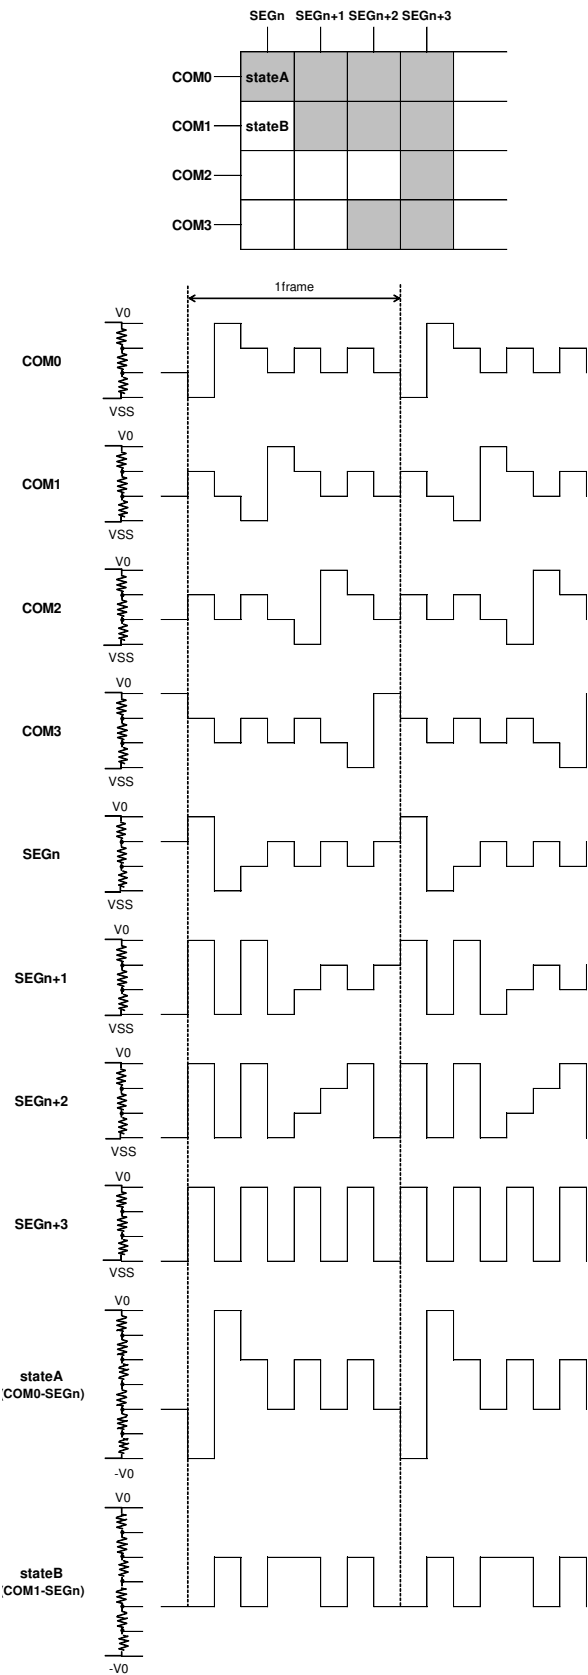 SEGn SEGn+1 SEGn+2 SEGn+3
COM0 stateA
COM1 stateB
COM2
COM3
1frame
V0
COM0
VSS
V0
COM1
VSS
V0
COM2
VSS
V0
COM3
VSS
V0
SEGn
VSS
V0
SEGn+1
VSS
V0
SEGn+2
VSS
V0
SEGn+3
VSS
V0
stateA
(COM0-SEGn)
-V0
V0
stateB
(COM1-SEGn)
-V0